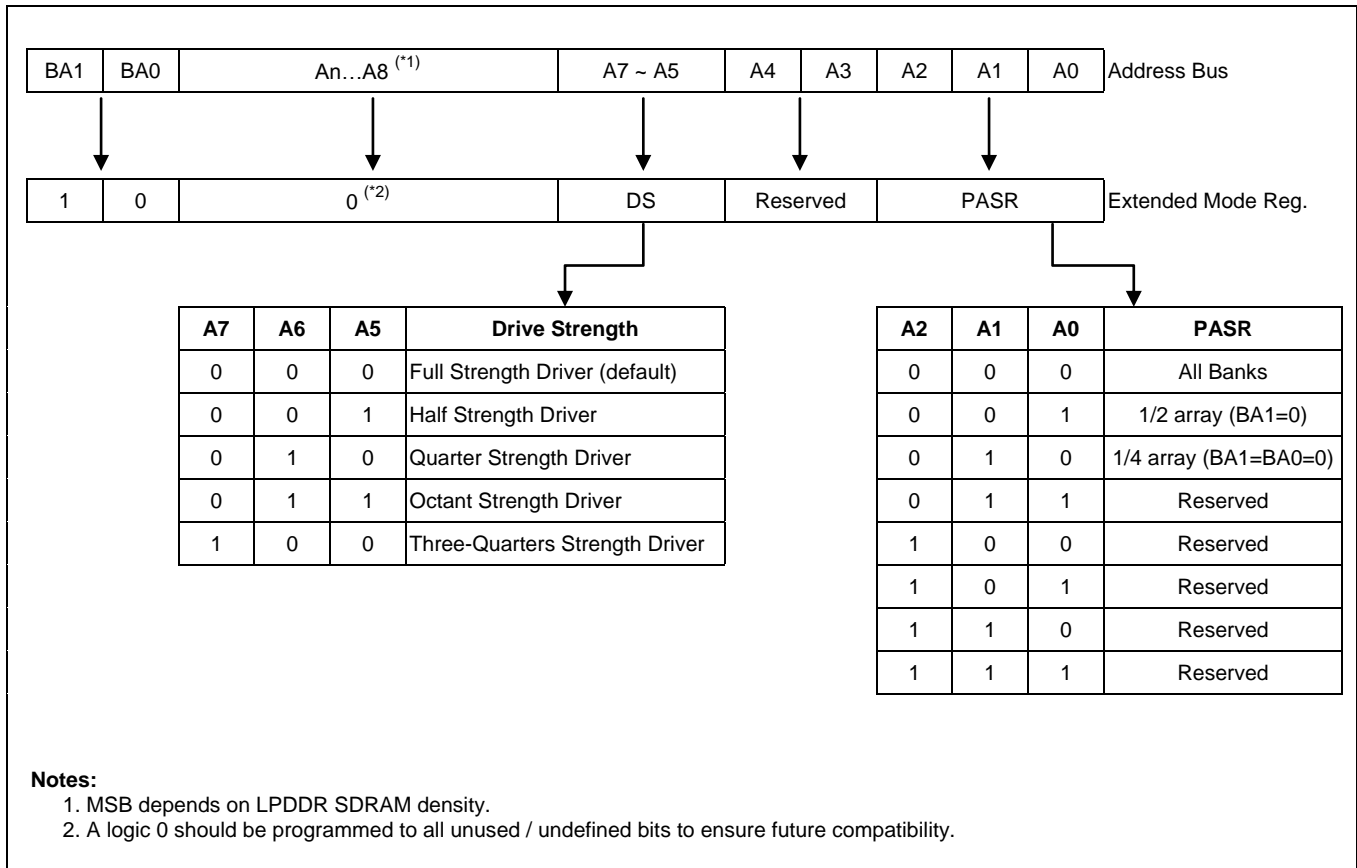 BA1 BA0 An…A8 (*1) A7 ~ A5 A4 A3 A2 A1 A0 Address Bus
1 0 0 (*2) DS Reserved PASR Extended Mode Reg.
A7 A6 A5 Drive Strength
0 0 0 Full Strength Driver (default)
0 0 1 Half Strength Driver
0 1 0 Quarter Strength Driver
0 1 1 Octant Strength Driver
1 0 0 Three-Quarters Strength Driver
A2 A1 A0 PASR
0 0 0 All Banks
0 0 1 1/2 array (BA1=0)
0 1 0 1/4 array (BA1=BA0=0)
0 1 1 Reserved
1 0 0 Reserved
1 0 1 Reserved
1 1 0 Reserved
1 1 1 Reserved
Notes:
1. MSB depends on LPDDR SDRAM density.
2. A logic 0 should be programmed to all unused / undefined bits to ensure future compatibility.